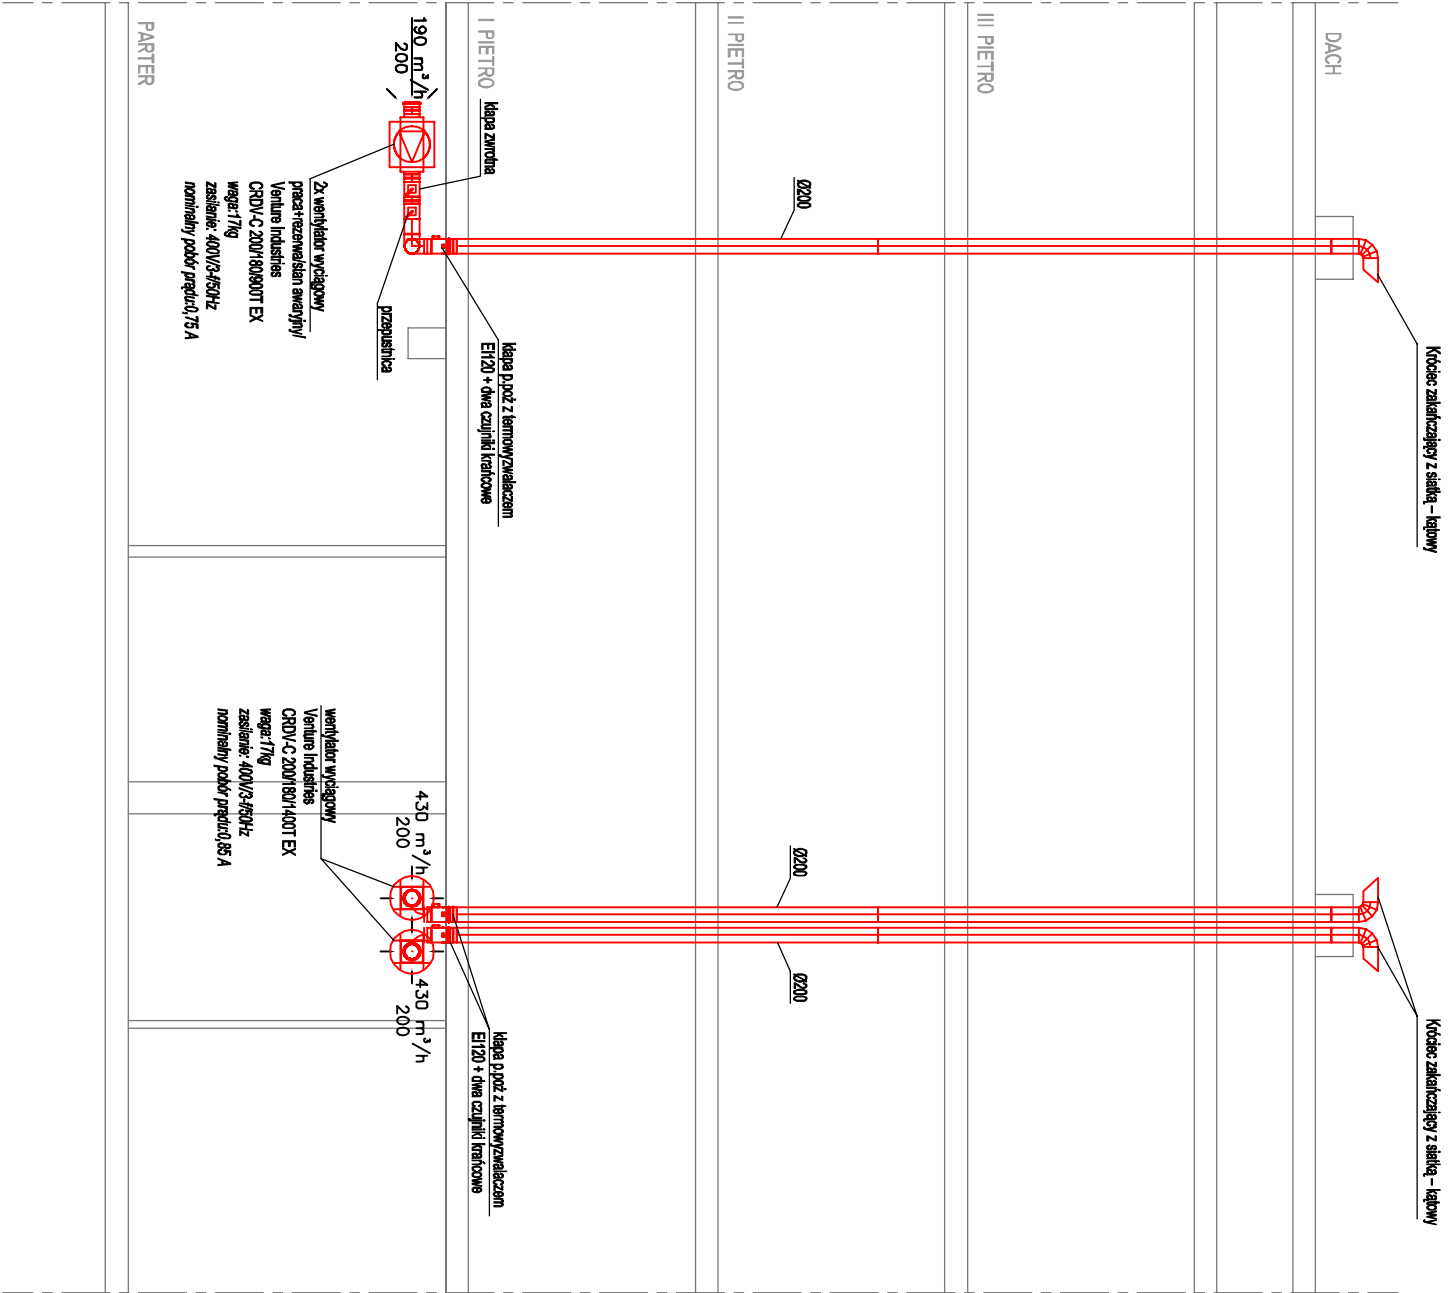 DACH
III PIETRO
II PIETRO
I PIETRO
PARTER
Króciec zakańczający z siatką – kątowy
Króciec zakańczający z siatką – kątowy
Ø200
Ø200
Ø200
klapa zwrotna
190 m³/h
200
klapa p.poż z termowyzwalaczem
EI120 + dwa czujniki krańcowe
przepustnica
2x wentylator wyciągowy
praca+rezerwa/stan awaryjny/
Venture Industries
CRDV-C 200/180/900T EX
waga:17kg
zasilanie: 400V/3-f/50Hz
nominalny pobór prądu:0,75 A
klapa p.poż z termowyzwalaczem
EI120 + dwa czujniki krańcowe
430 m³/h
200
430 m³/h
200
wentylator wyciągowy
Venture Industries
CRDV-C 200/180/1400T EX
waga:17kg
zasilanie: 400V/3-f/50Hz
nominalny pobór prądu:0,85 A